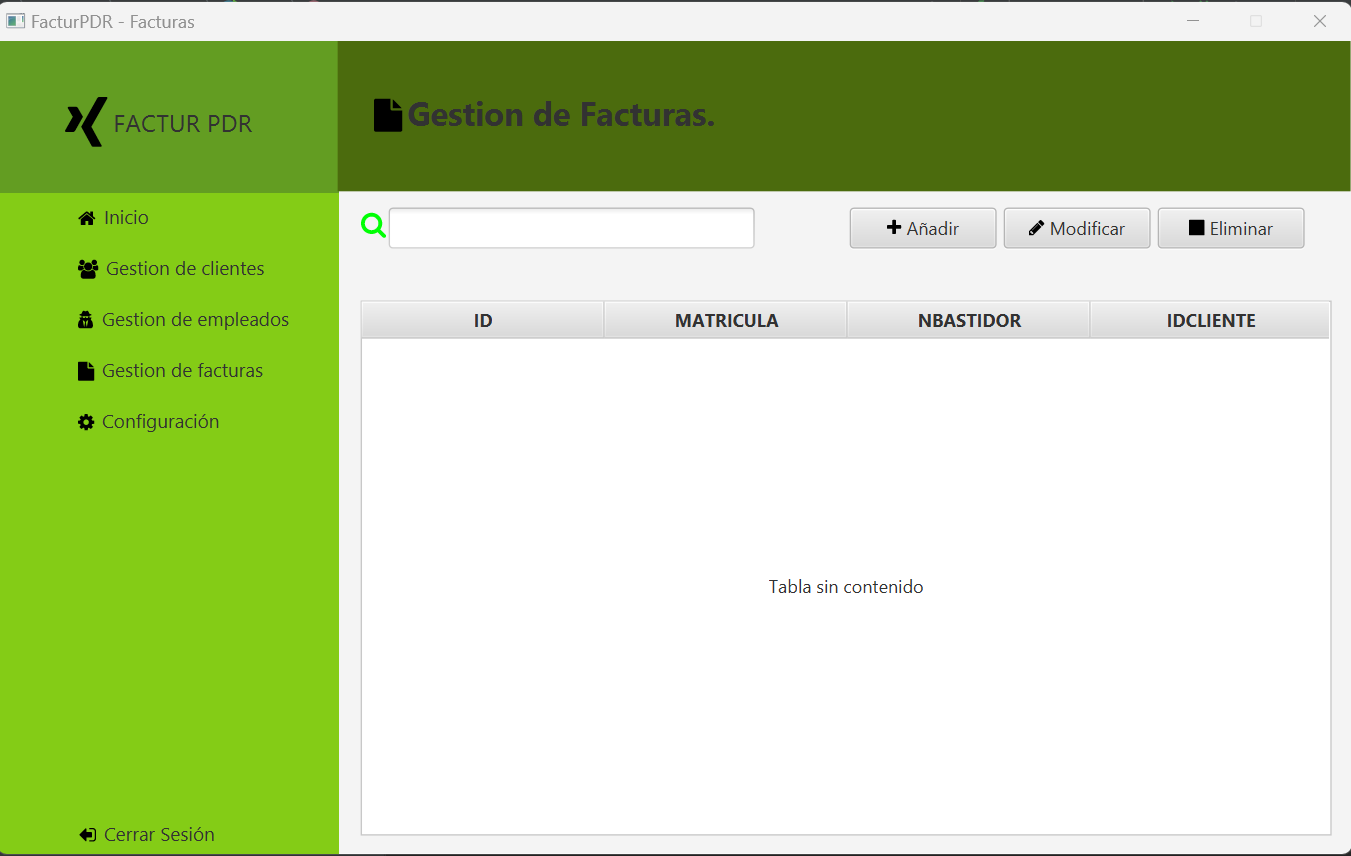 FacturPDR - Facturas
FACTUR PDR
Gestion de Facturas.
Inicio
Gestion de clientes
Gestion de empleados
Gestion de facturas
Configuración
Cerrar Sesión
Añadir
Modificar
Eliminar
ID
MATRICULA
NBASTIDOR
IDCLIENTE
Tabla sin contenido